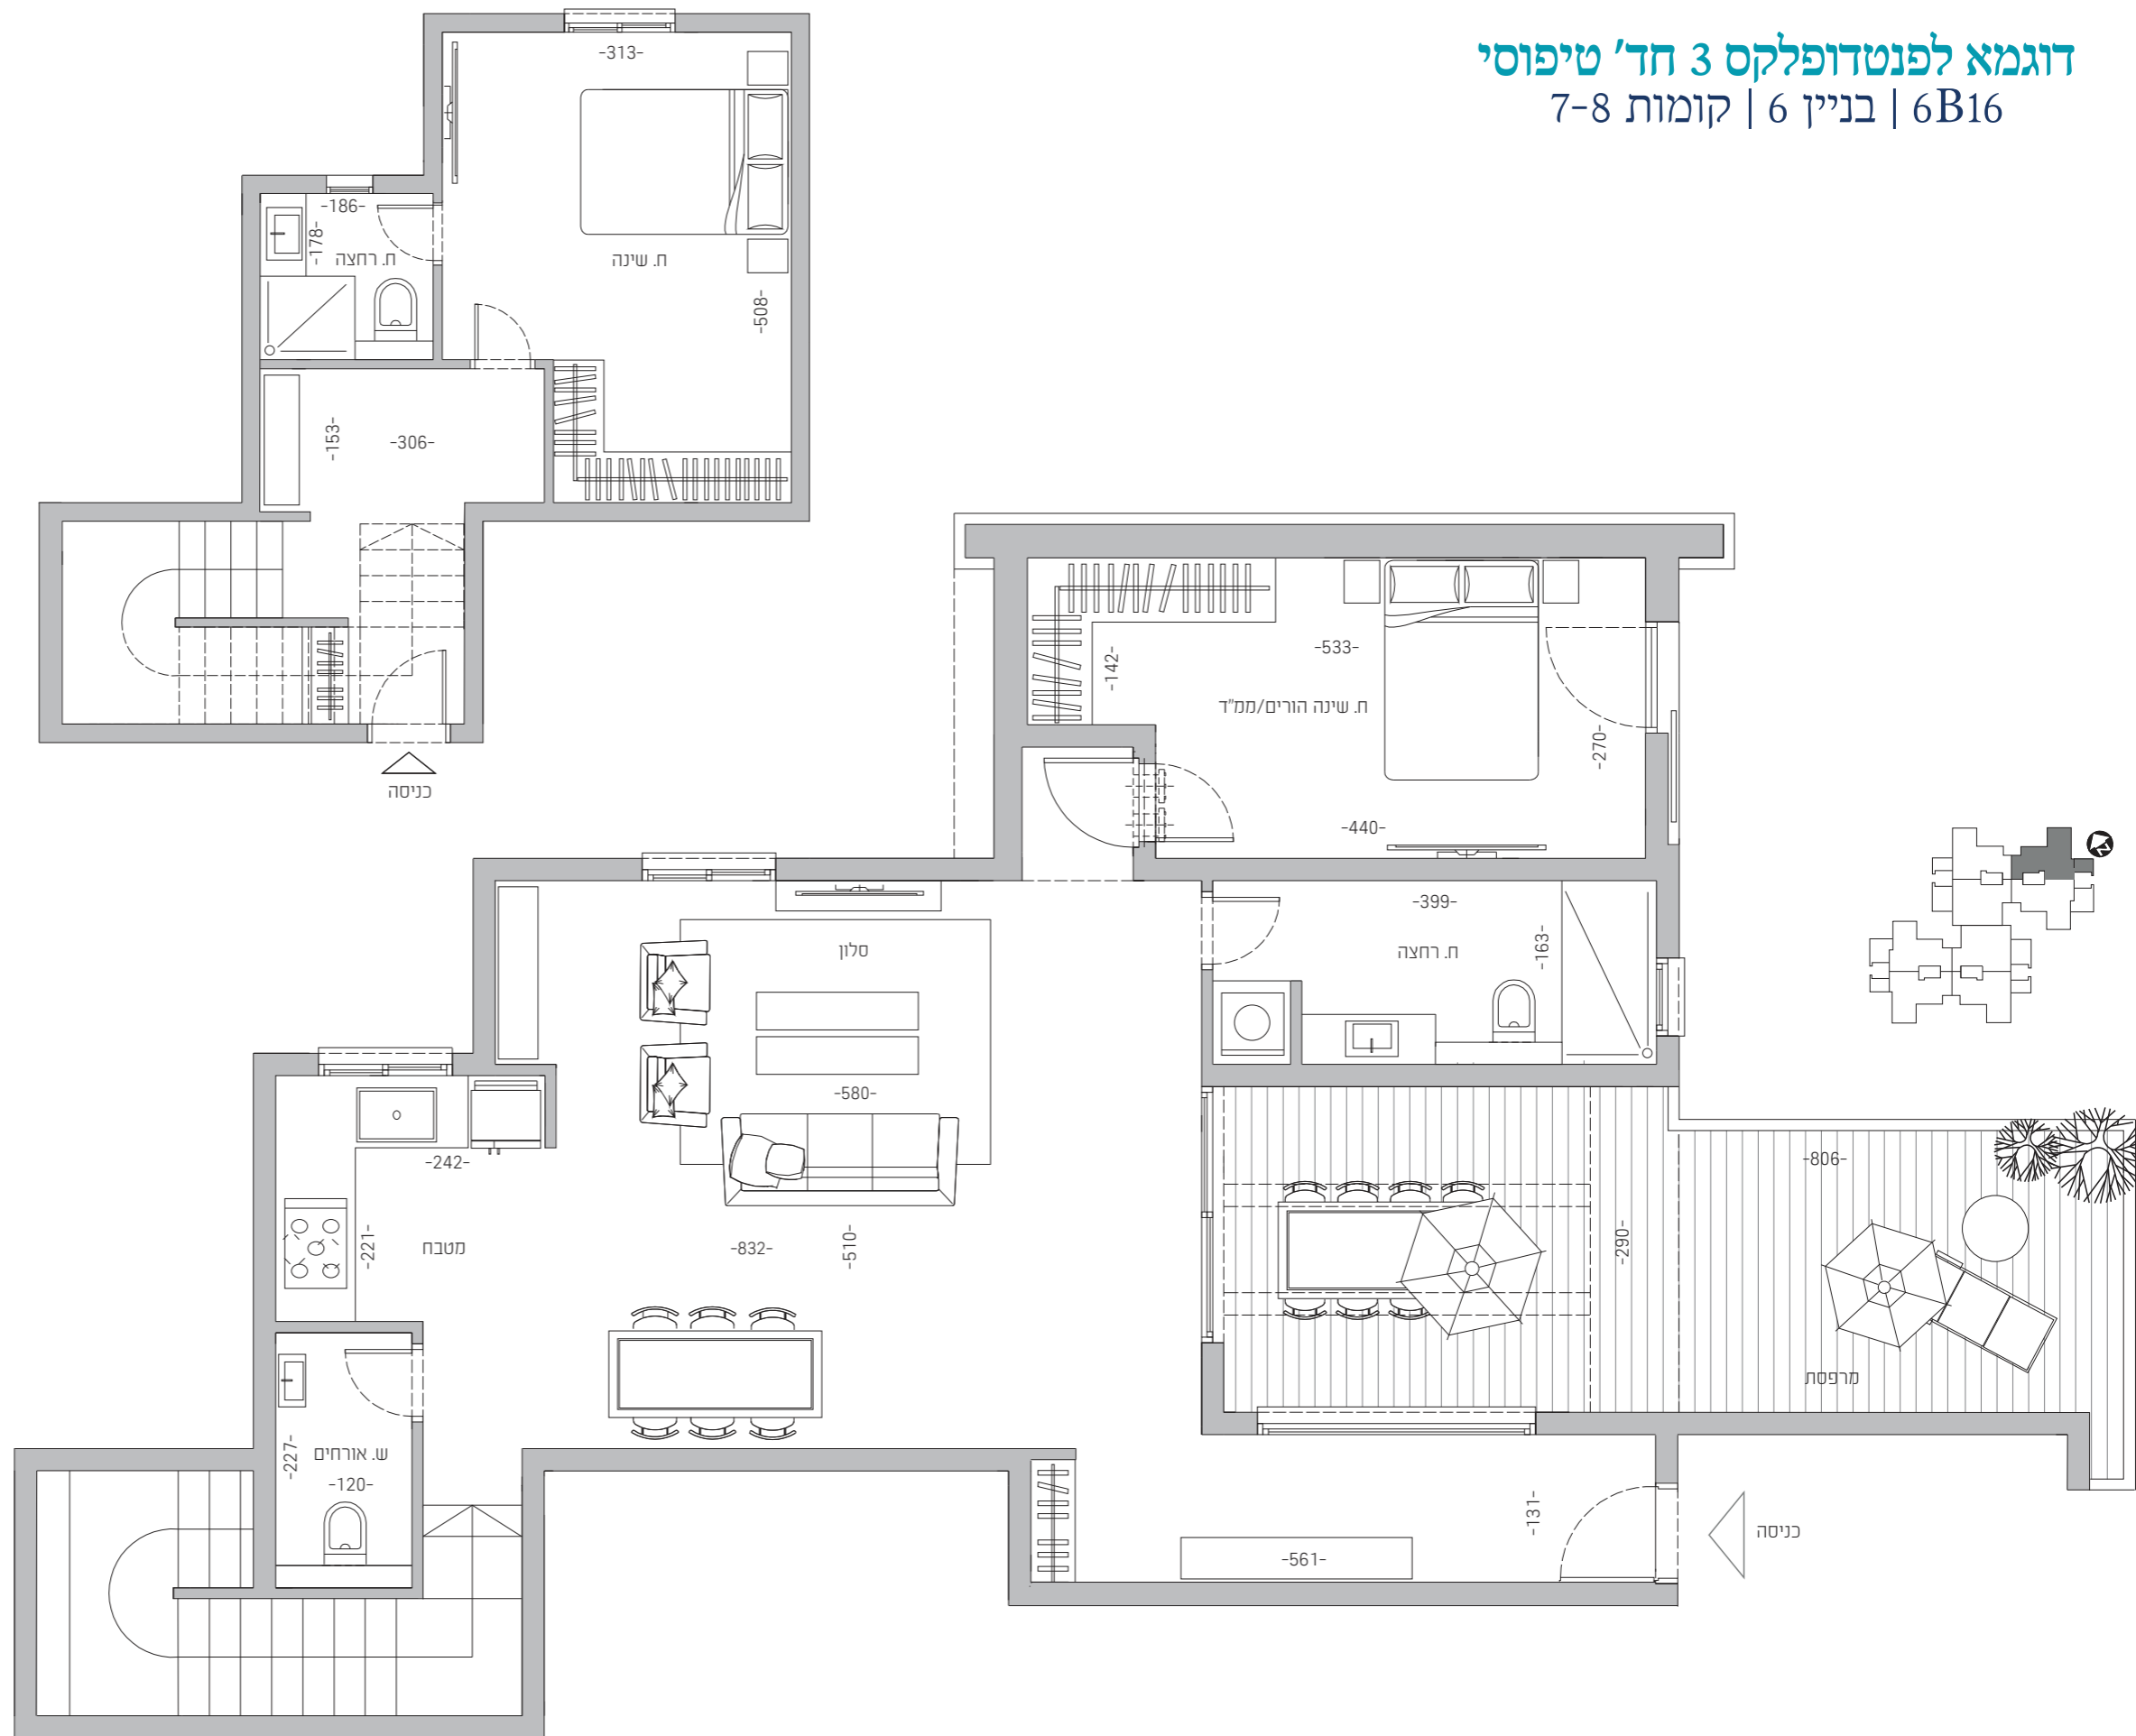 דוגמא לפנטדופלקס 3 חד' טיפוסי
6B16 | בניין 6 | קומות 7-8
-313-
-186-
-178-
ח. רחצה
ח. שינה
-508-
-153-
-306-
כניסה
-533-
-142-
ח. שינה הורים/ממ"ד
-270-
-440-
-399-
ח. רחצה
-163-
סלון
-580-
-242-
-221-
מטבח
-832-
-510-
-806-
-290-
מרפסת
ש. אורחים
-227-
-120-
-131-
-561-
כניסה